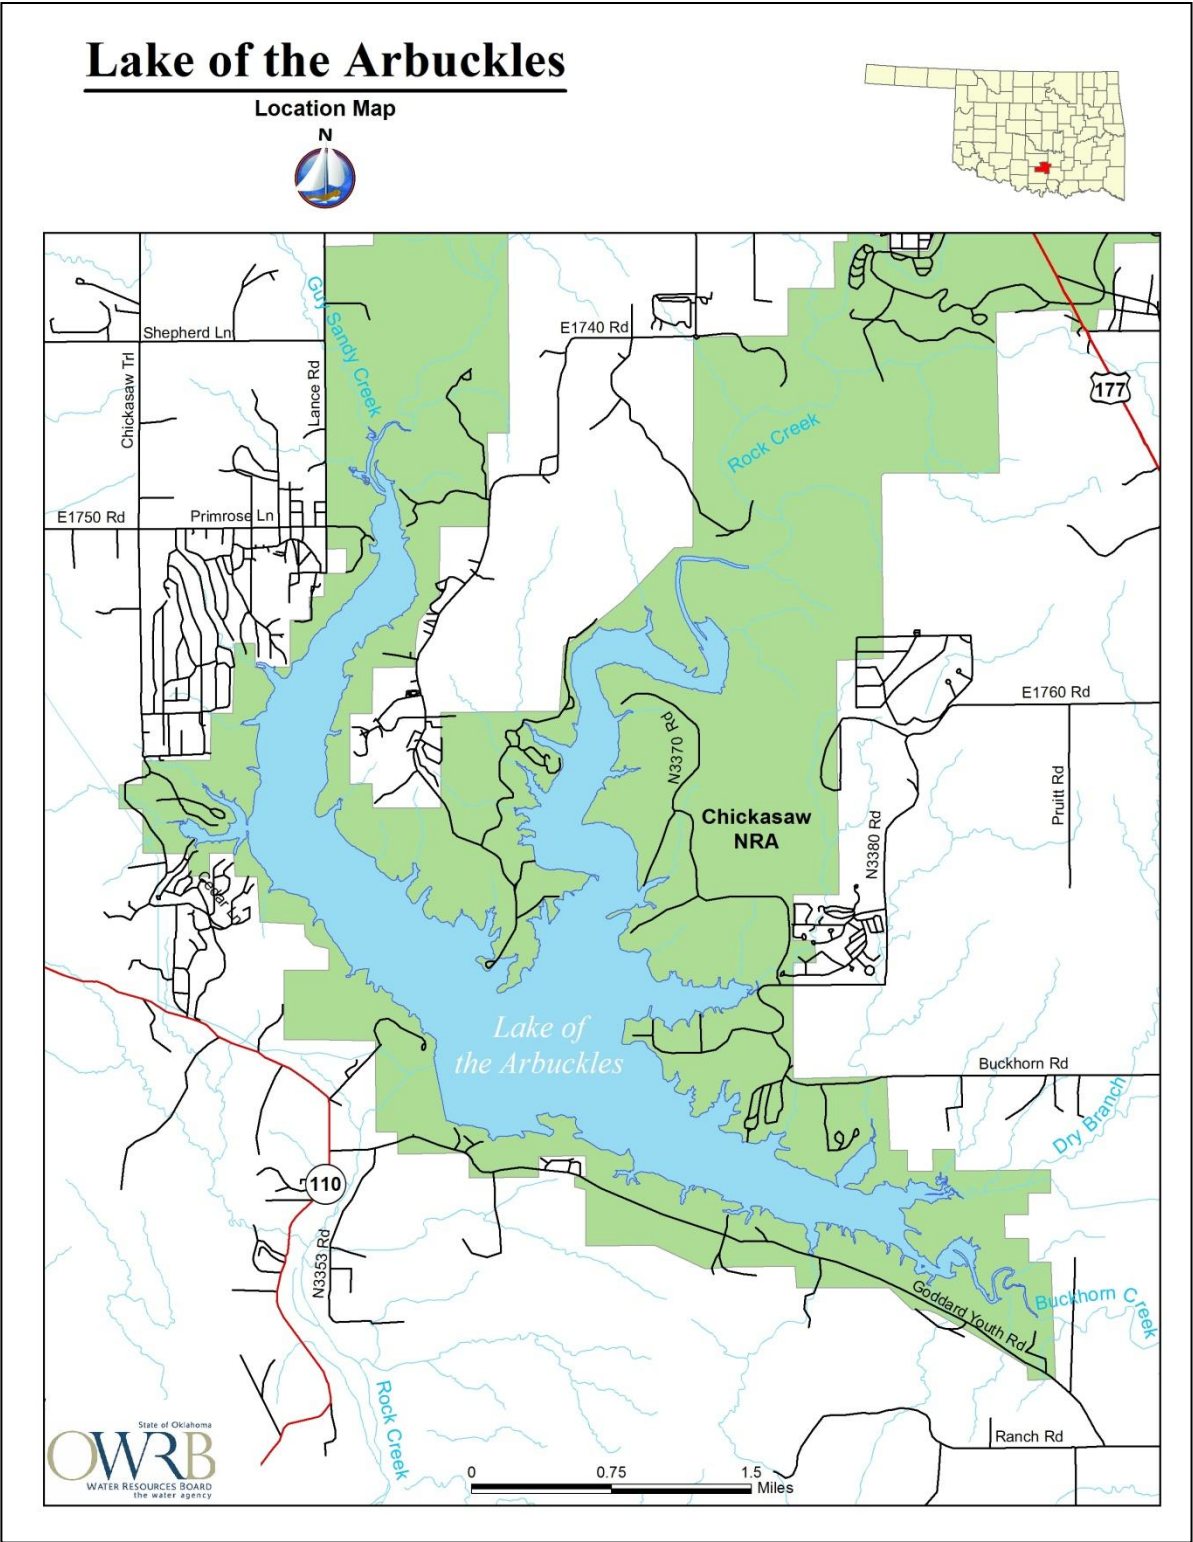 Lake of the Arbuckles
Location Map
N
Guy Sandy Creek
E1740 Rd
Shepherd Ln
Chickasaw Trl
Lance Rd
177
Rock Creek
E1750 Rd
Primrose Ln
E1760 Rd
N3370 Rd
Pruitt Rd
Chickasaw
NRA
N3380 Rd
Cedar Ln
Lake of
the Arbuckles
Buckhorn Rd
Dry Branch
110
N3353 Rd
Goddard Youth Rd
Buckhorn Creek
Rock Creek
Ranch Rd
State of Oklahoma
OWRB
WATER RESOURCES BOARD
the water agency
0 0.75 1.5
Miles